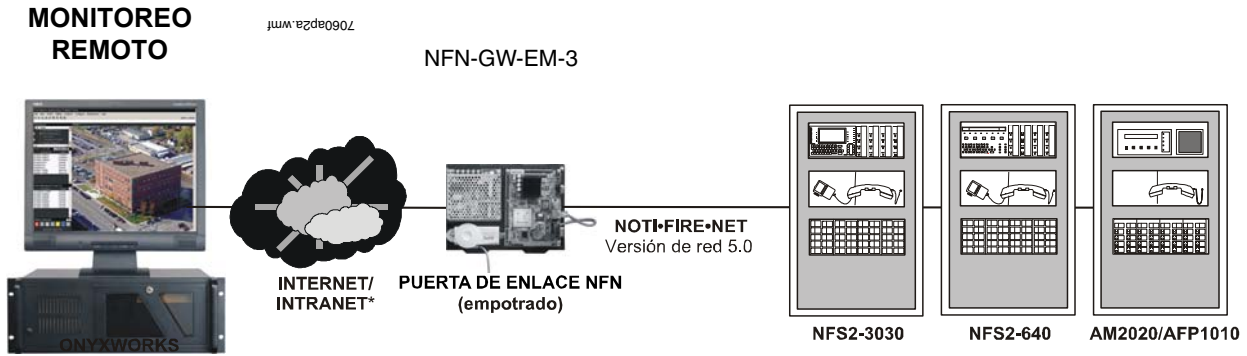 MONITOREO
REMOTO
7060ap2a.wmf
NFN-GW-EM-3
NOTI•FIRE•NET
Versión de red 5.0
INTERNET/
INTRANET*
PUERTA DE ENLACE NFN
(empotrado)
ONYXWORKS
NFS2-3030
NFS2-640
AM2020/AFP1010